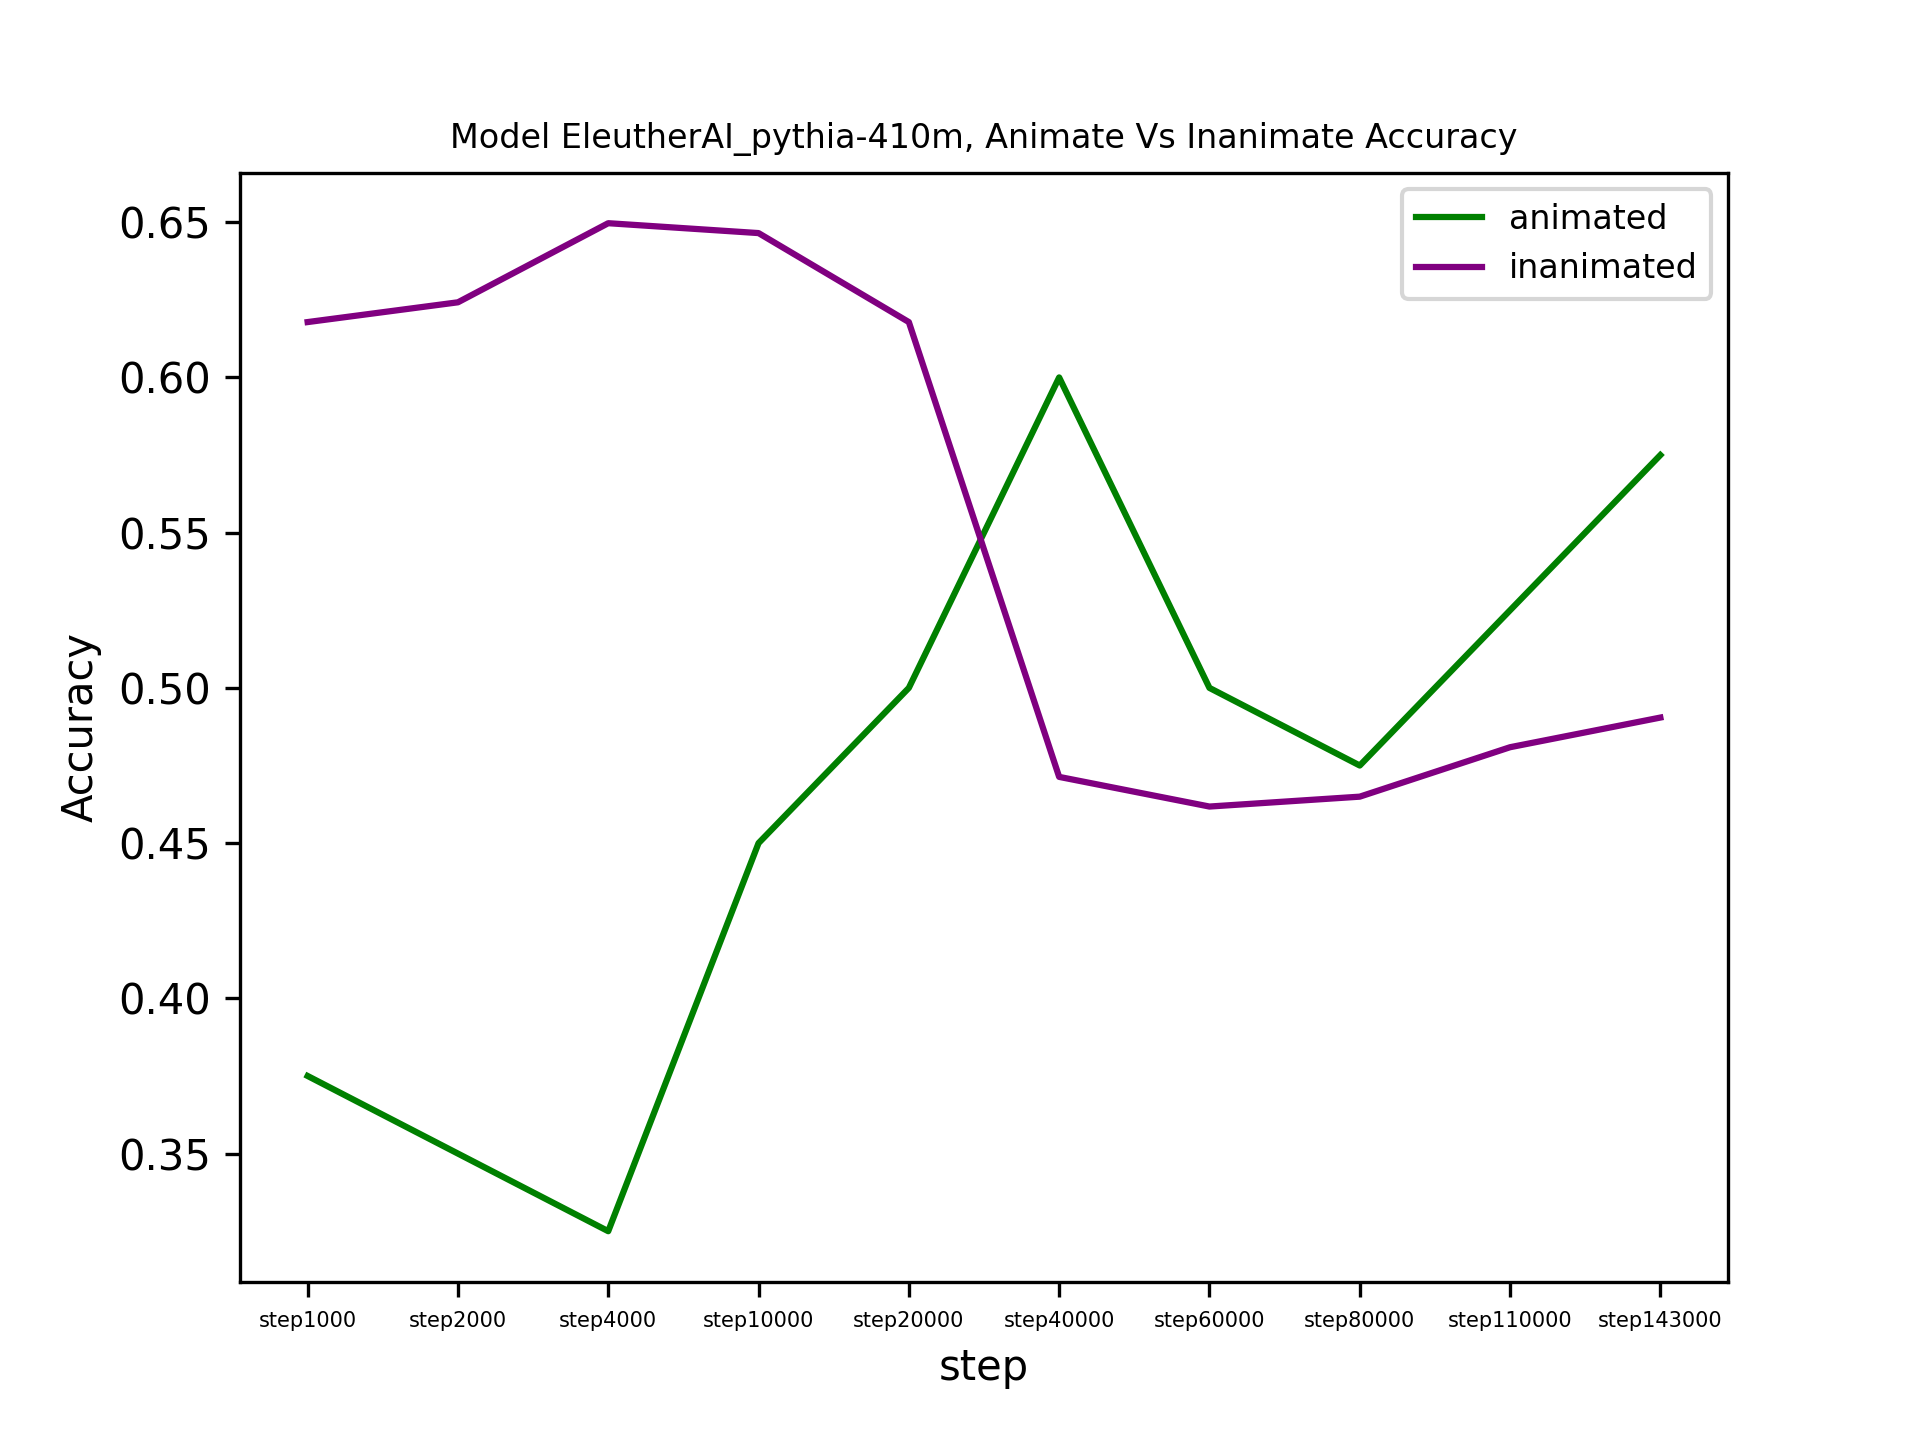 Model EleutherAI_pythia-410m, Animate Vs Inanimate Accuracy
animated
inanimated
0.65
0.60
0.55
0.50
0.45
0.40
0.35
Accuracy
step1000 step2000 step4000 step10000 step20000 step40000 step60000 step80000 step110000 step143000
step